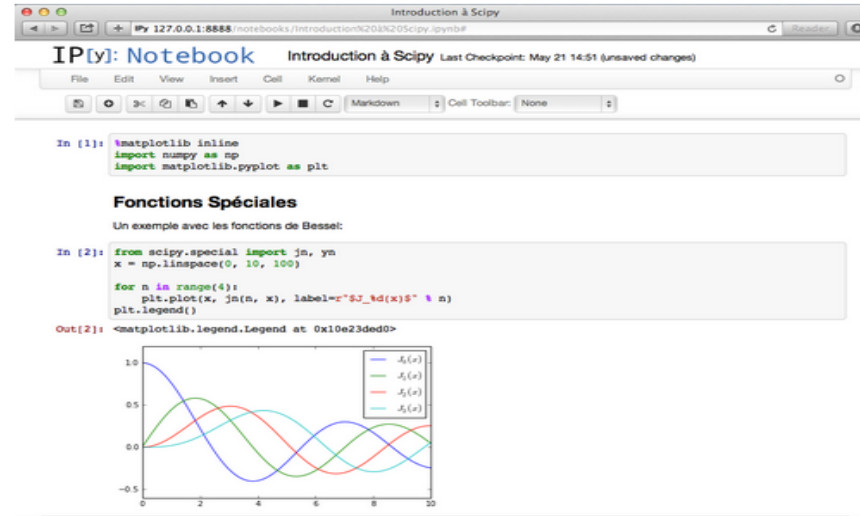 Introduction à Scipy
IPy 127.0.0.1:8888/notebooks/Introduction%20à%20Scipy.ipynb# Reader
IP[y]: Notebook Introduction à Scipy Last Checkpoint: May 21 14:51 (unsaved changes)
File Edit View Insert Cell Kernel Help
Markdown Cell Toolbar: None
In [1]: %matplotlib inline
import numpy as np
import matplotlib.pyplot as plt
Fonctions Spéciales
Un exemple avec les fonctions de Bessel:
In [2]: from scipy.special import jn, yn
x = np.linspace(0, 10, 100)
for n in range(4):
plt.plot(x, jn(n, x), label=r"$J_%d(x)$" % n)
plt.legend()
Out[2]: <matplotlib.legend.Legend at 0x10e23ded0>
J0(x)
J1(x)
J2(x)
J3(x)
1.0
0.5
0.0
−0.5
0 2 4 6 8 10